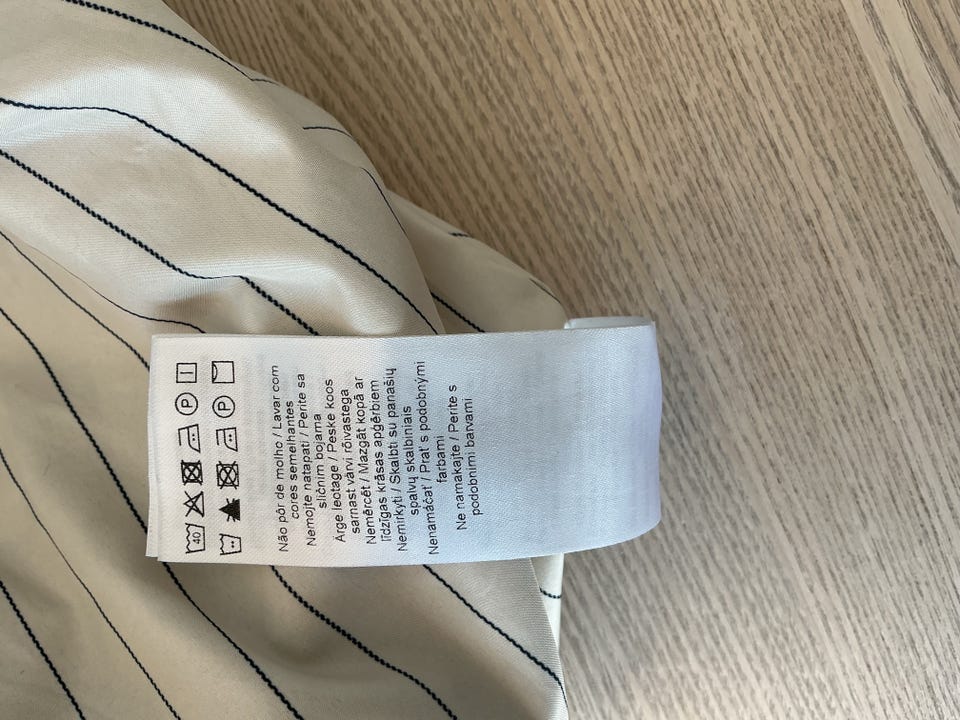 40 P
P
Não pôr de molho / Lavar com
cores semelhantes
Nemojte natapati / Perite sa
sličnim bojama
Ärge leotage / Peske koos
sarnast värvi rõivastega
Nemērcēt / Mazgāt kopā ar
līdzīgas krāsas apģērbiem
Nemirkyti / Skalbti su panašių
spalvų skalbiniais
Nenamáčať / Prať s podobnými
farbami
Ne namakajte / Perite s
podobnimi barvami